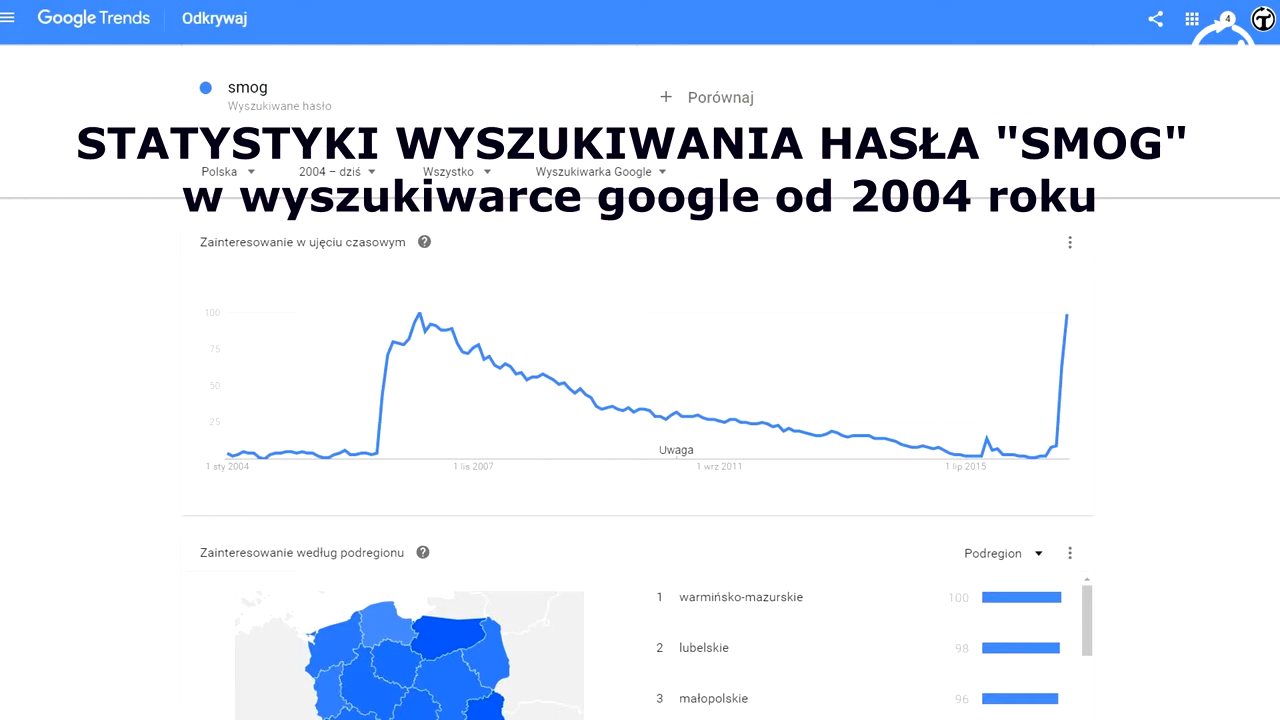 Google Trends Odkrywaj 4
smog
Wyszukiwane hasło
+ Porównaj
STATYSTYKI WYSZUKIWANIA HASŁA "SMOG"
Polska 2004 – dziś Wszystko Wyszukiwarka Google
w wyszukiwarce google od 2004 roku
Zainteresowanie w ujęciu czasowym ?
100
75
50
25
Uwaga
1 sty 2004 1 lis 2007 1 wrz 2011 1 lip 2015
Zainteresowanie według podregionu ? Podregion
1 warmińsko-mazurskie 100
2 lubelskie 98
3 małopolskie 96